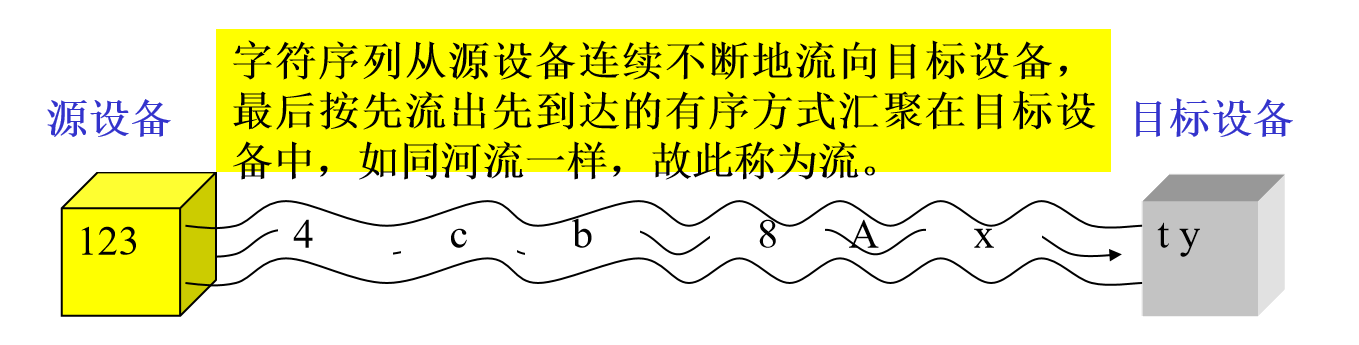 字符序列从源设备连续不断地流向目标设备，
源设备
最后按先流出先到达的有序方式汇聚在目标设
目标设备
备中，如同河流一样，故此称为流。
123
4 c b 8 A x
t y